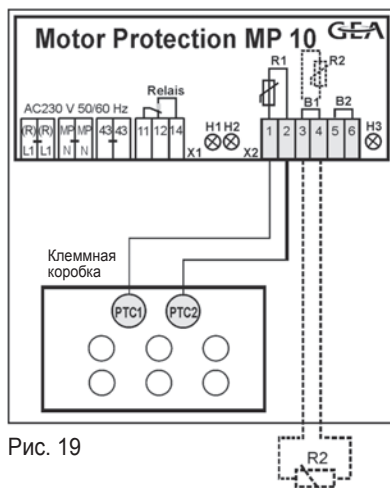 Motor Protection MP 10 GEA
R1 R2
Relais
AC230 V 50/60 Hz B1 B2
(R) (R) MP MP 43 43 11 12 14 H1 H2 1 2 3 4 5 6 H3
L1 L1 N N X1 X2
Клеммная
коробка
PTC1 PTC2
Рис. 19
R2